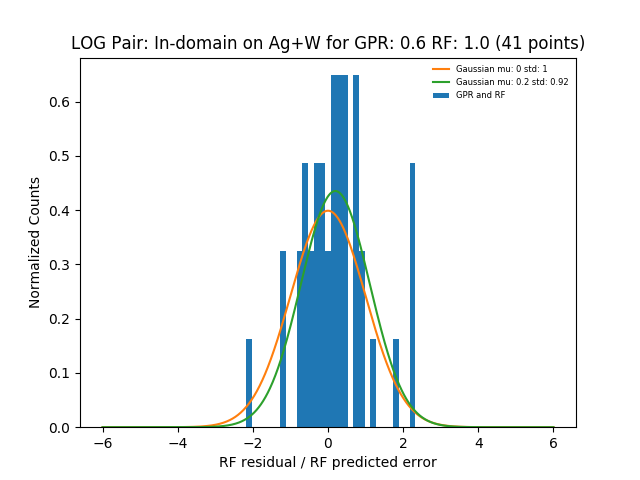 LOG Pair: In-domain on Ag+W for GPR: 0.6 RF: 1.0 (41 points)
Gaussian mu: 0 std: 1
Gaussian mu: 0.2 std: 0.92
GPR and RF
0.6
0.5
0.4
0.3
0.2
0.1
0.0
Normalized Counts
−6 −4 −2 0 2 4 6
RF residual / RF predicted error